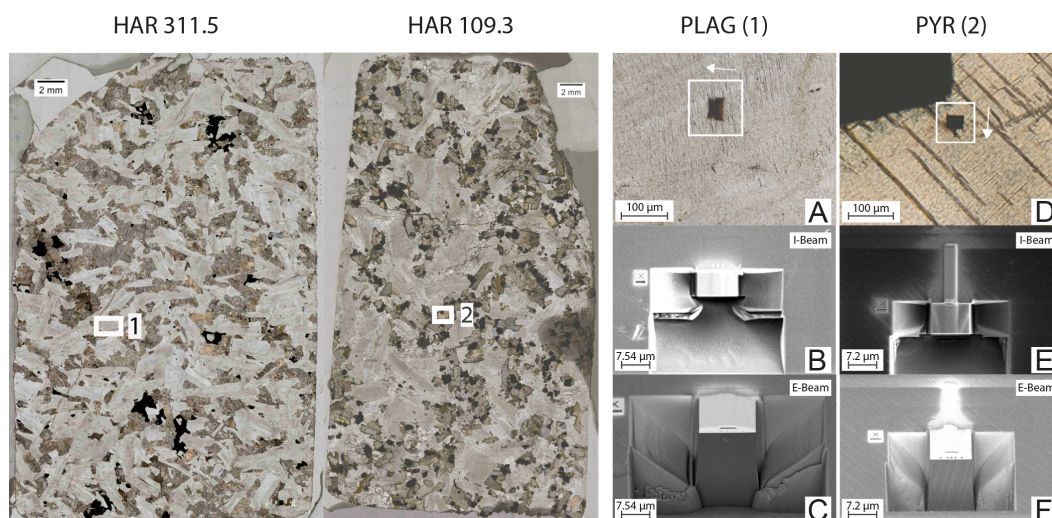 HAR 311.5
HAR 109.3
PLAG (1)
PYR (2)
2 mm
2 mm
1
2
100 µm
A
100 µm
D
I-Beam
7.54 µm
B
I-Beam
7.2 µm
E
E-Beam
7.54 µm
C
E-Beam
7.2 µm
F